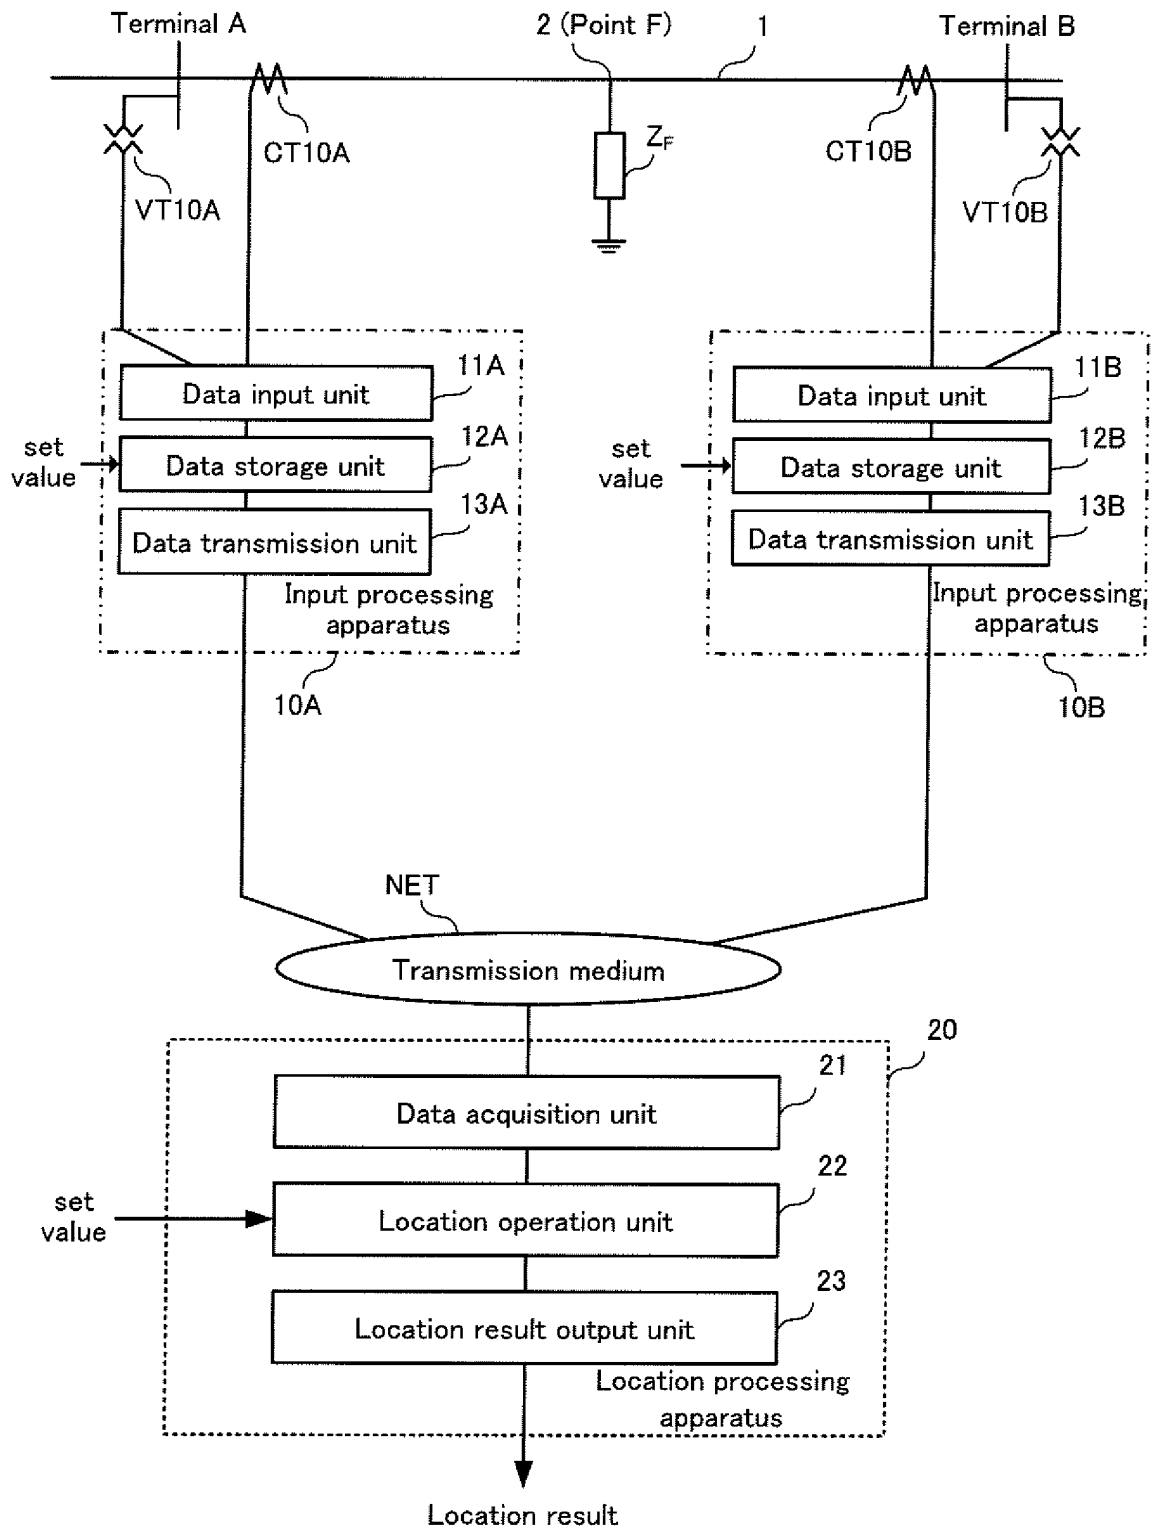 Terminal A
2 (Point F)
1
Terminal B
CT10A
ZF
CT10B
VT10A
VT10B
11A
Data input unit
11B
Data input unit
set
value
12A
Data storage unit
set
value
12B
Data storage unit
13A
Data transmission unit
13B
Data transmission unit
Input processing
apparatus
Input processing
apparatus
10A
10B
NET
Transmission medium
20
21
Data acquisition unit
22
set
value
Location operation unit
23
Location result output unit
Location processing
apparatus
Location result